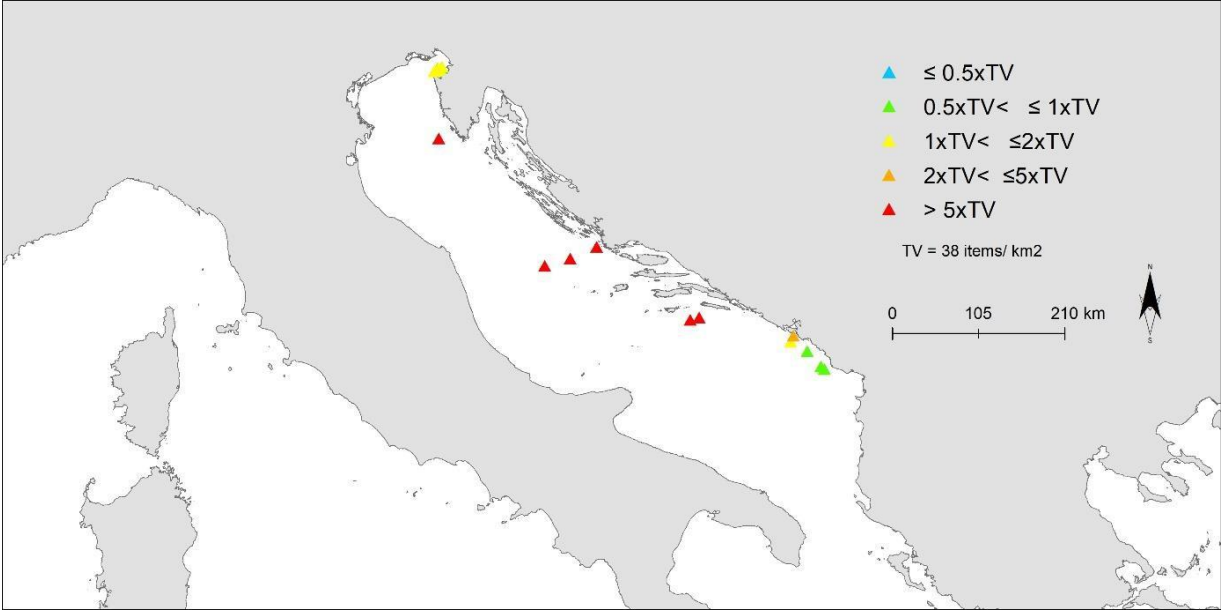 ≤ 0.5xTV
0.5xTV< ≤ 1xTV
1xTV< ≤2xTV
2xTV< ≤5xTV
> 5xTV
TV = 38 items/ km2
N
S
0 105 210 km